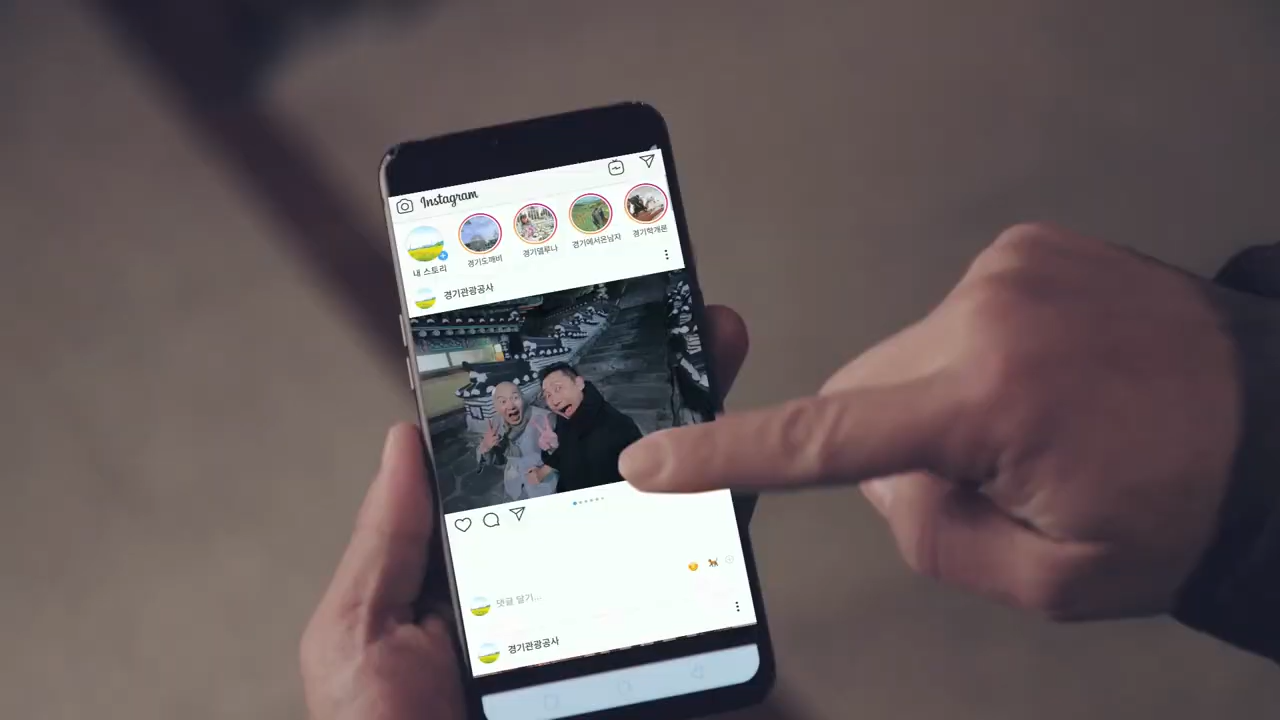 Instagram
내 스토리
경기도깨비
경기델루나
경기에서온남자
경기학개론
경기관광공사
댓글 달기...
경기관광공사